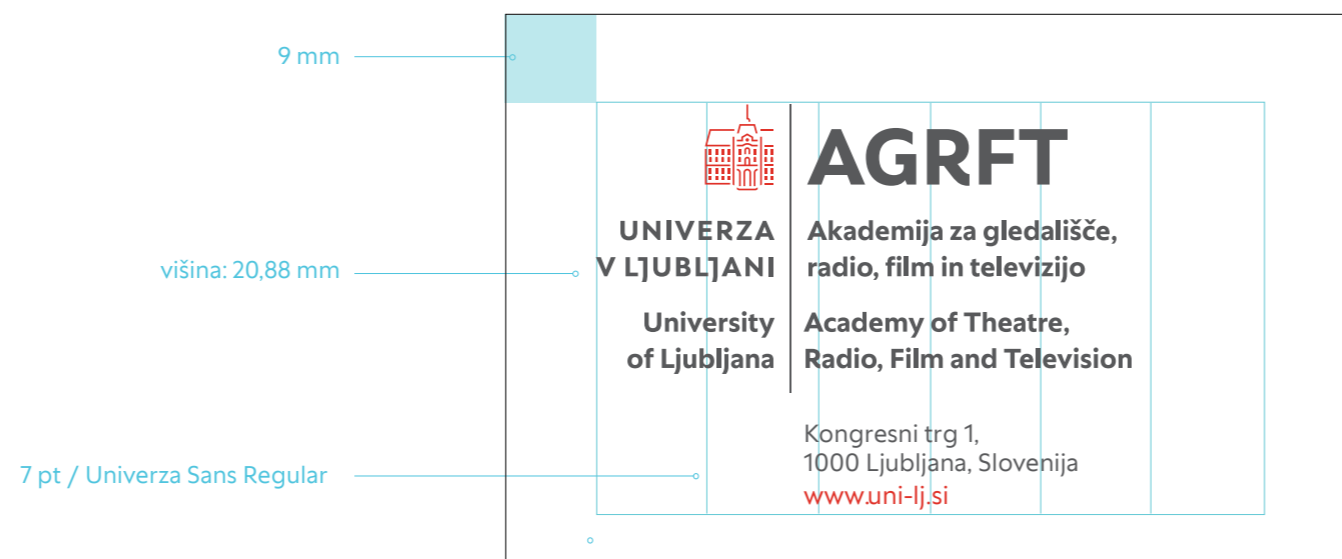 9 mm
višina: 20,88 mm
7 pt / Univerza Sans Regular
UNIVERZA
V LJUBLJANI
University
of Ljubljana
AGRFT
Akademija za gledališče,
radio, film in televizijo
Academy of Theatre,
Radio, Film and Television
Kongresni trg 1,
1000 Ljubljana, Slovenija
www.uni-lj.si